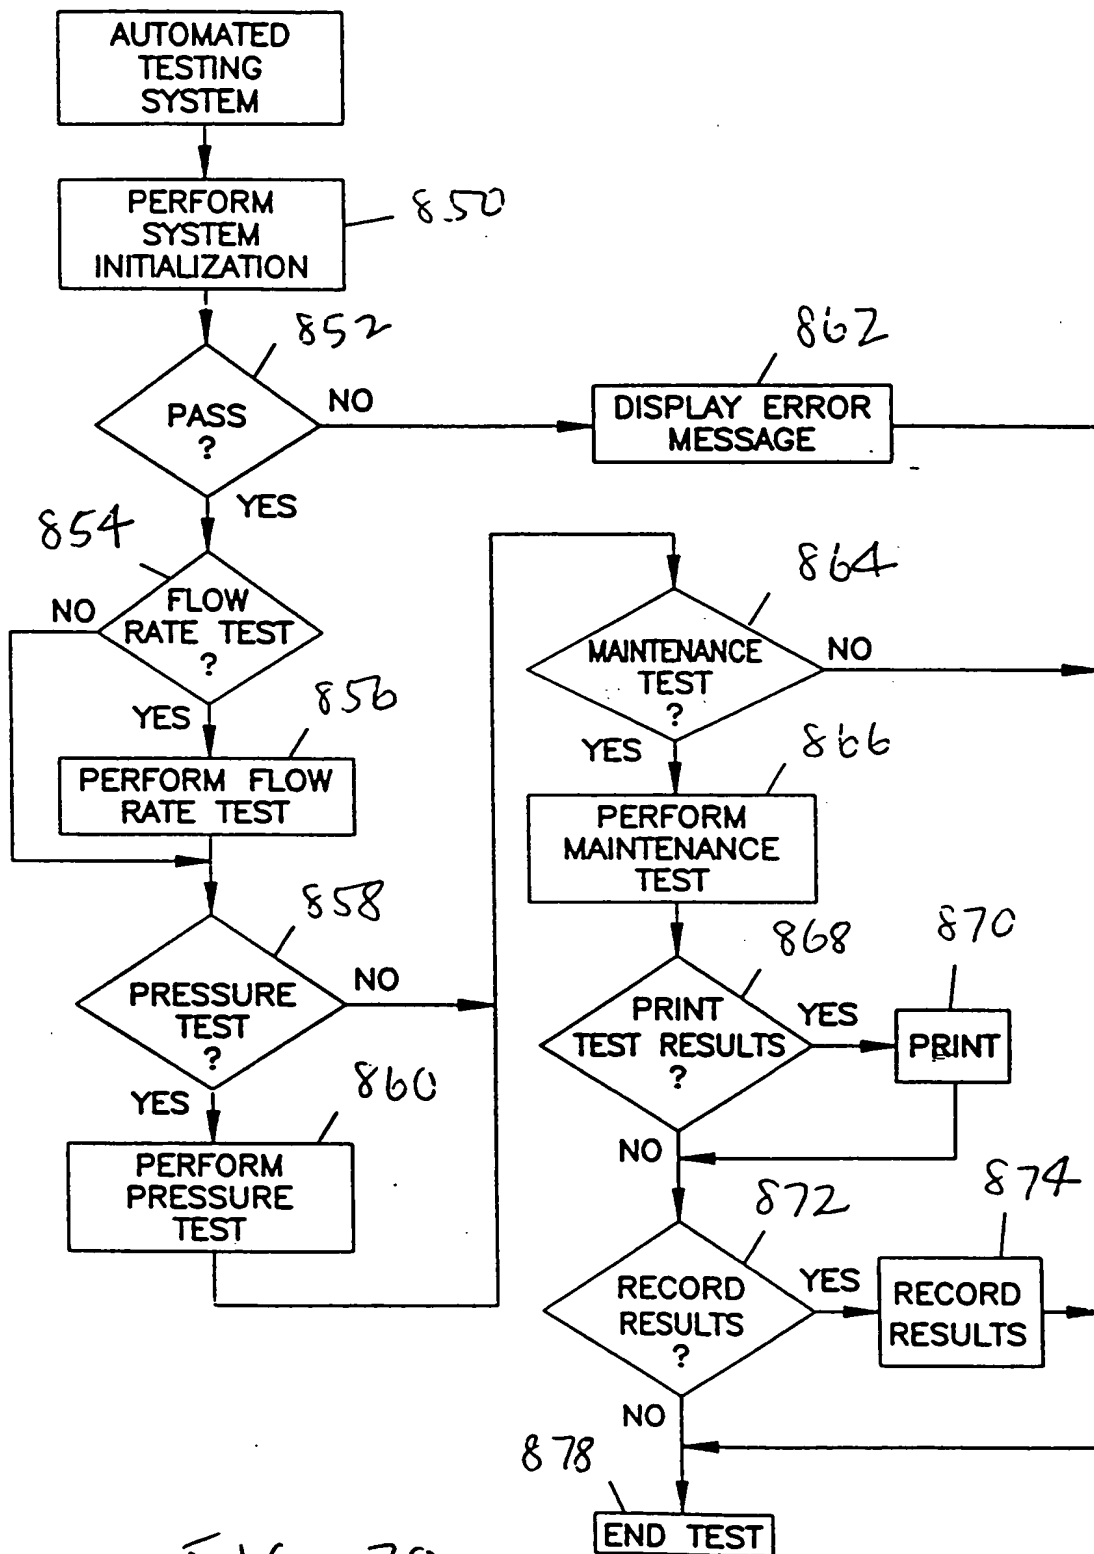 AUTOMATED
TESTING
SYSTEM
PERFORM
SYSTEM
INITIALIZATION
850
852
PASS
?
NO
YES
862
DISPLAY ERROR
MESSAGE
854
FLOW
RATE TEST
?
NO
YES
856
PERFORM FLOW
RATE TEST
858
PRESSURE
TEST
?
NO
YES
860
PERFORM
PRESSURE
TEST
864
MAINTENANCE
TEST
?
NO
YES
866
PERFORM
MAINTENANCE
TEST
868
PRINT
TEST RESULTS
?
YES
870
PRINT
NO
872
RECORD
RESULTS
?
YES
874
RECORD
RESULTS
NO
878
END TEST